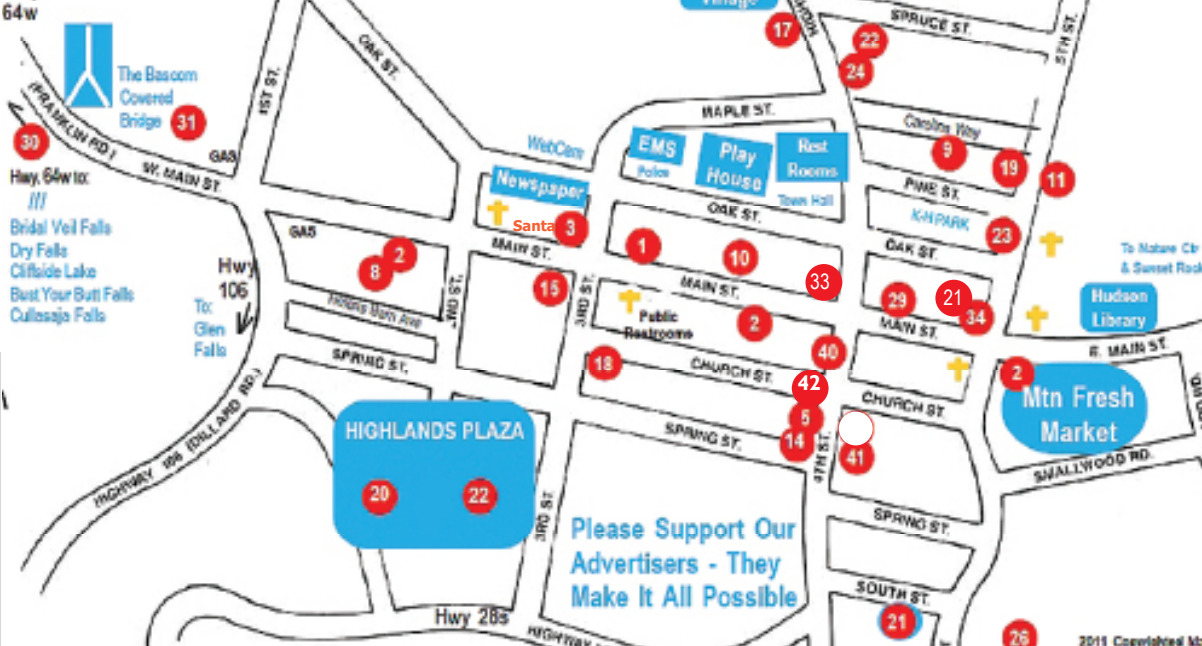 64w
The Bascom
Covered
Bridge
31
30
(FRANKLIN RD.)
W. MAIN ST.
GAS
1ST ST.
OAK ST.
Hwy. 64w to:
///
Bridal Veil Falls
Dry Falls
Cliffside Lake
Bust Your Butt Falls
Cullasaja Falls
Hwy
106
To:
Glen
Falls
GAS
8
2
2ND ST.
SPRING ST.
HIGHWAY 106 (DILLARD RD.)
HIGHLANDS PLAZA
20
22
3RD ST.
Hwy 28s
HIGHWAY
WebCam
Newspaper
Santa
3
MAIN ST.
15
3RD ST.
Village
17
MAPLE ST.
EMS
Police
Play
House
Rest
Rooms
Town Hall
OAK ST.
1
10
33
MAIN ST.
Public
Restrooms
2
40
18
CHURCH ST.
42
5
14
SPRING ST.
4TH ST.
41
Please Support Our
Advertisers - They
Make It All Possible
SPRUCE ST.
5TH ST.
22
24
Carolina Way
9
19
11
PINE ST.
K-H PARK
23
OAK ST.
29
21
34
MAIN ST.
To Nature Ctr
& Sunset Rock
Hudson
Library
E. MAIN ST.
2
Mtn Fresh
Market
CHURCH ST.
SMALLWOOD RD.
SPRING ST.
SOUTH ST.
21
26
2011 Copyrighted Ma